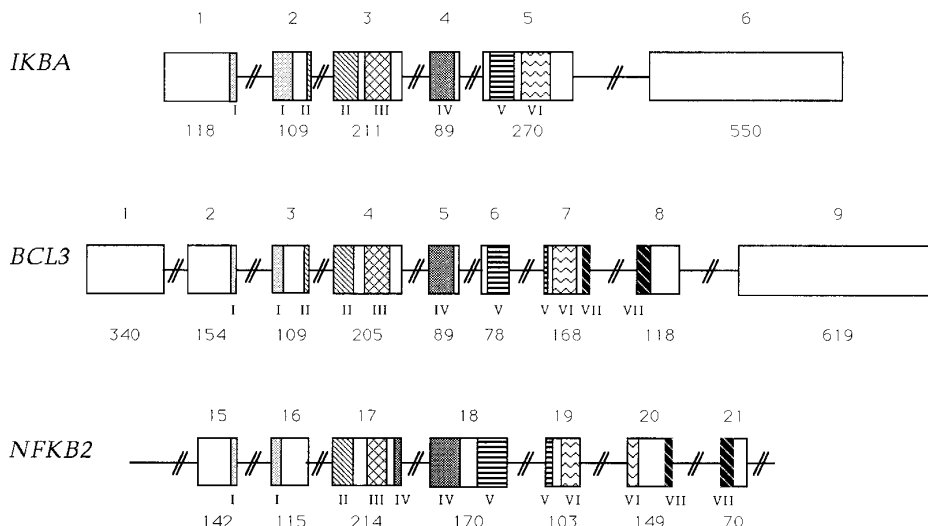 1 2 3 4 5 6
IKBA
I I II II III IV V VI
118 109 211 89 270 550
1 2 3 4 5 6 7 8 9
BCL3
I I II II III IV V V VI VII VII
340 154 109 205 89 78 168 118 619
15 16 17 18 19 20 21
NFKB2
I I II III IV IV V V VI VI VII VII
142 115 214 170 103 149 70